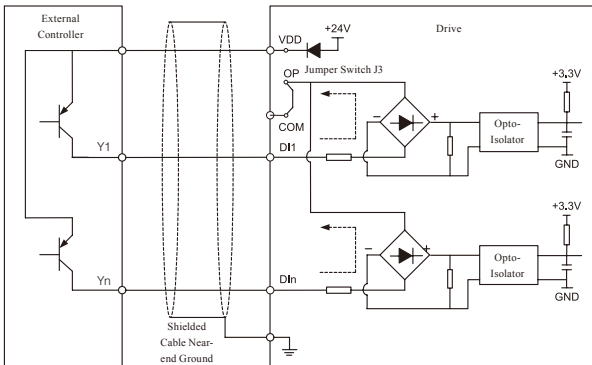 External
Controller
Drive
+24V
VDD
Jumper Switch J3
OP
COM
+3.3V
− +
Opto-
Isolator
Y1
DI1
GND
+3.3V
− +
Opto-
Isolator
Yn
DIn
GND
Shielded
Cable Near-
end Ground